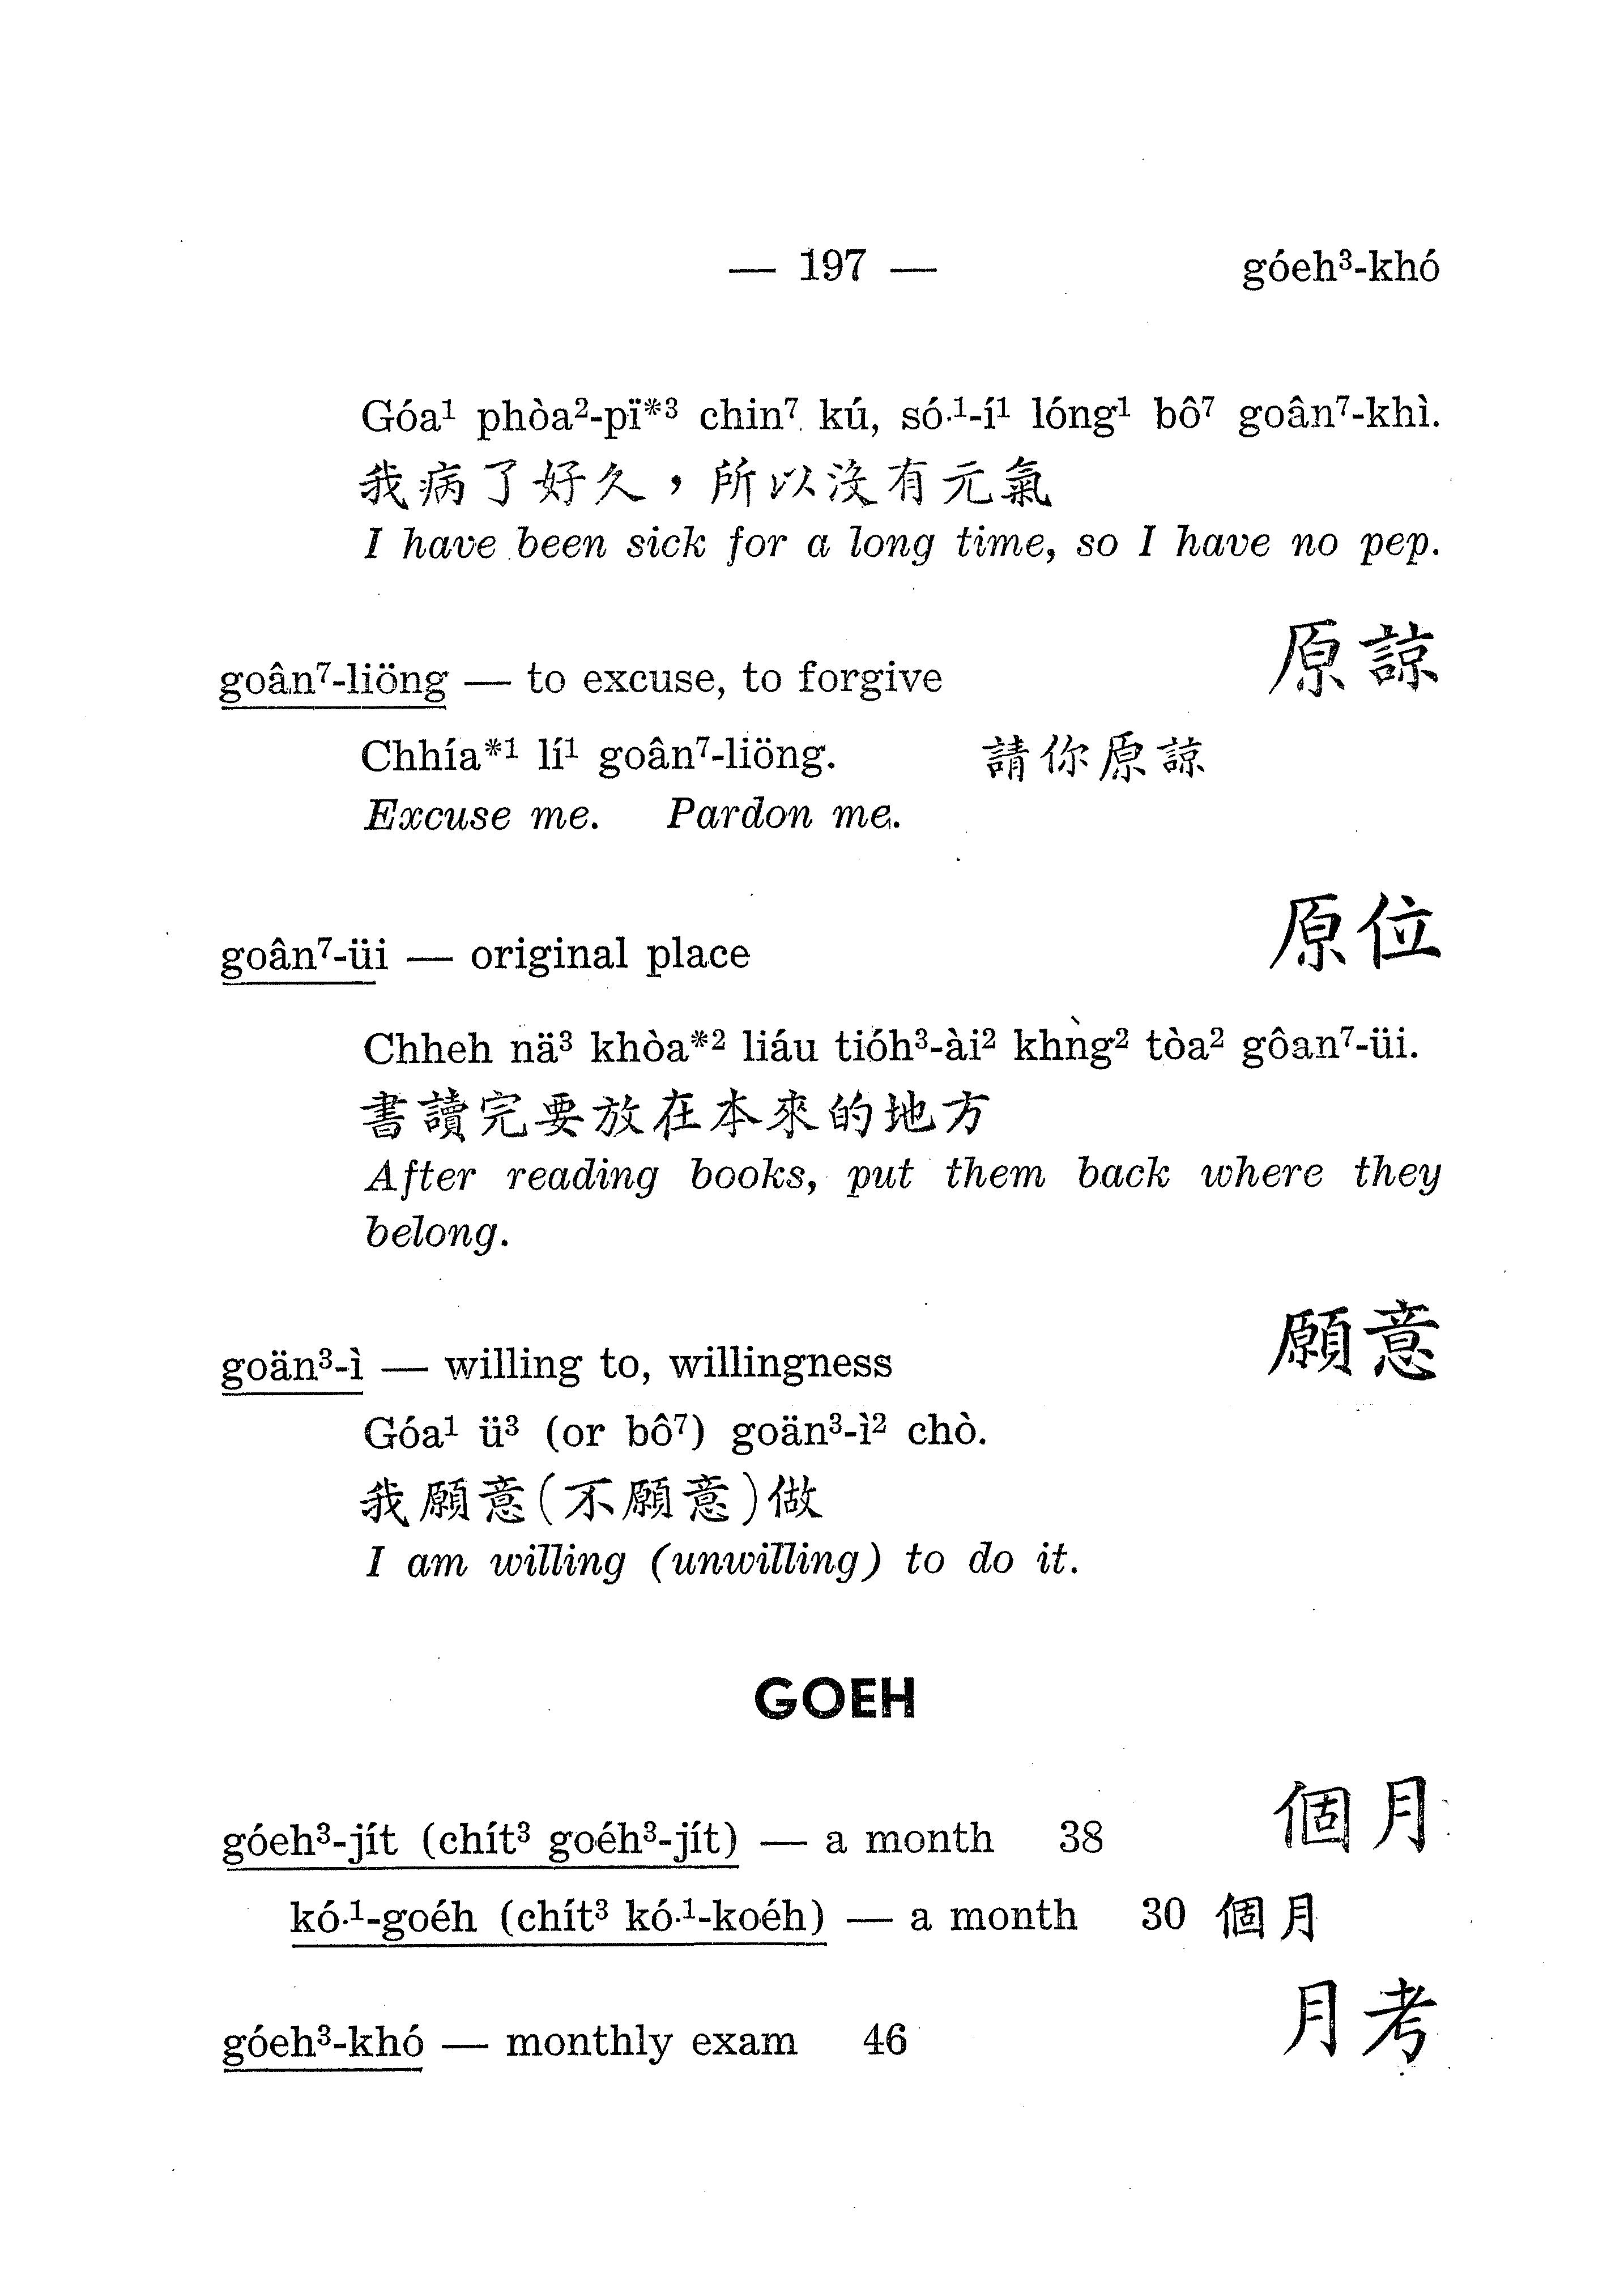 — 197 — góeh³-khó
Góa¹ phòa²-pï*³ chin⁷ kú, só·¹-í¹ lóng¹ bô⁷ goân⁷-khì.
我病了好久，所以沒有元氣
I have been sick for a long time, so I have no pep.
goân⁷-liöng — to excuse, to forgive 原諒
Chhía*¹ lí¹ goân⁷-liöng. 請你原諒
Excuse me. Pardon me.
goân⁷-üi — original place 原位
Chheh nä³ khòa*² liáu tióh³-ài² khǹg² tòa² gôan⁷-üi.
書讀完要放在本來的地方
After reading books, put them back where they
belong.
goän³-ì — willing to, willingness 願意
Góa¹ ü³ (or bô⁷) goän³-ì² chò.
我願意(不願意)做
I am willing (unwilling) to do it.
GOEH
góeh³-jít (chít³ goéh³-jít) — a month 38 個月
kó·¹-goéh (chít³ kó·¹-koéh) — a month 30 個月
góeh³-khó — monthly exam 46 月考